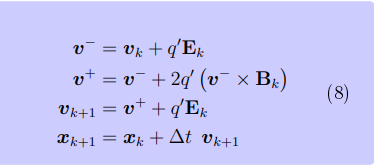 v⁻ = v_k + q′E_k
v⁺ = v⁻ + 2q′ (v⁻ × B_k)
v_{k+1} = v⁺ + q′E_k
x_{k+1} = x_k + Δt v_{k+1}
(8)